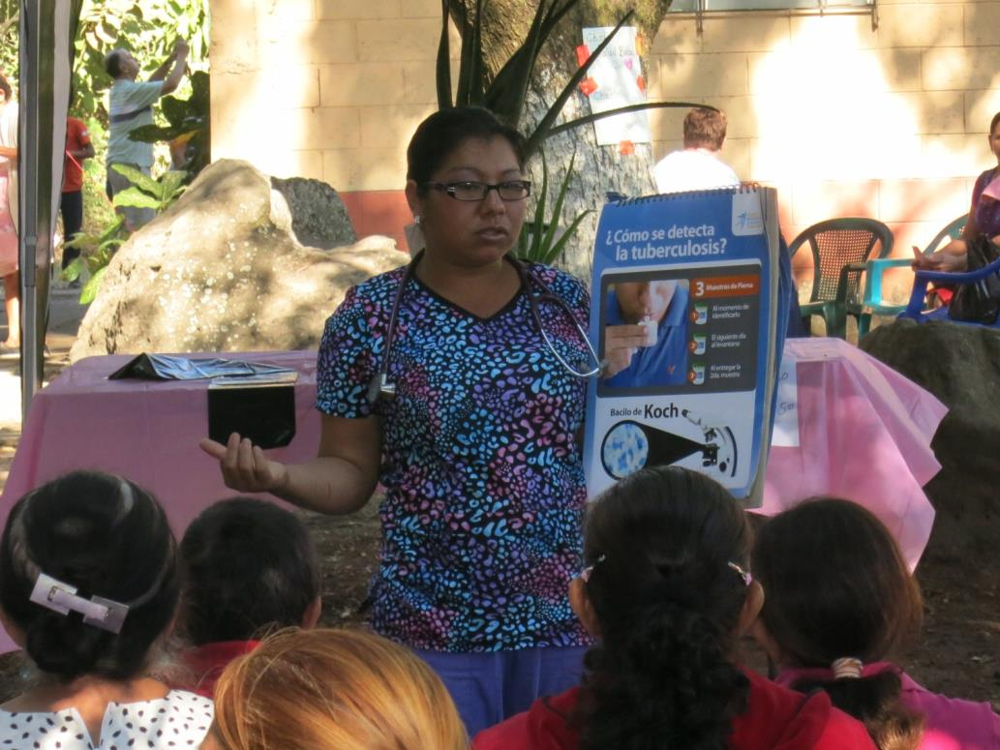 ¿Cómo se detecta
la tuberculosis?
3 Muestras de Flema
Al momento de
identificarlo
El siguiente día
al levantarse
Al entregar la
2da. muestra
Bacilo de Koch